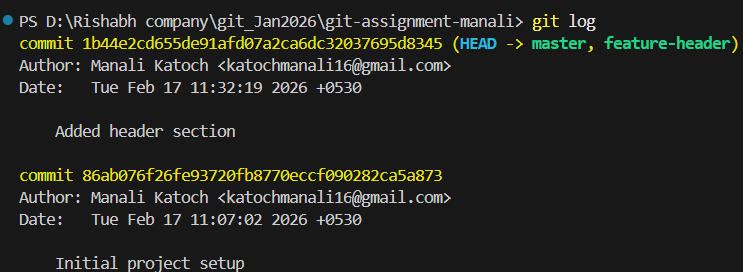 PS D:\Rishabh company\git_Jan2026\git-assignment-manali> git log
commit 1b44e2cd655de91afd07a2ca6dc32037695d8345 (HEAD -> master, feature-header)
Author: Manali Katoch <katochmanali16@gmail.com>
Date:   Tue Feb 17 11:32:19 2026 +0530

    Added header section

commit 86ab076f26fe93720fb8770eccf090282ca5a873
Author: Manali Katoch <katochmanali16@gmail.com>
Date:   Tue Feb 17 11:07:02 2026 +0530

    Initial project setup